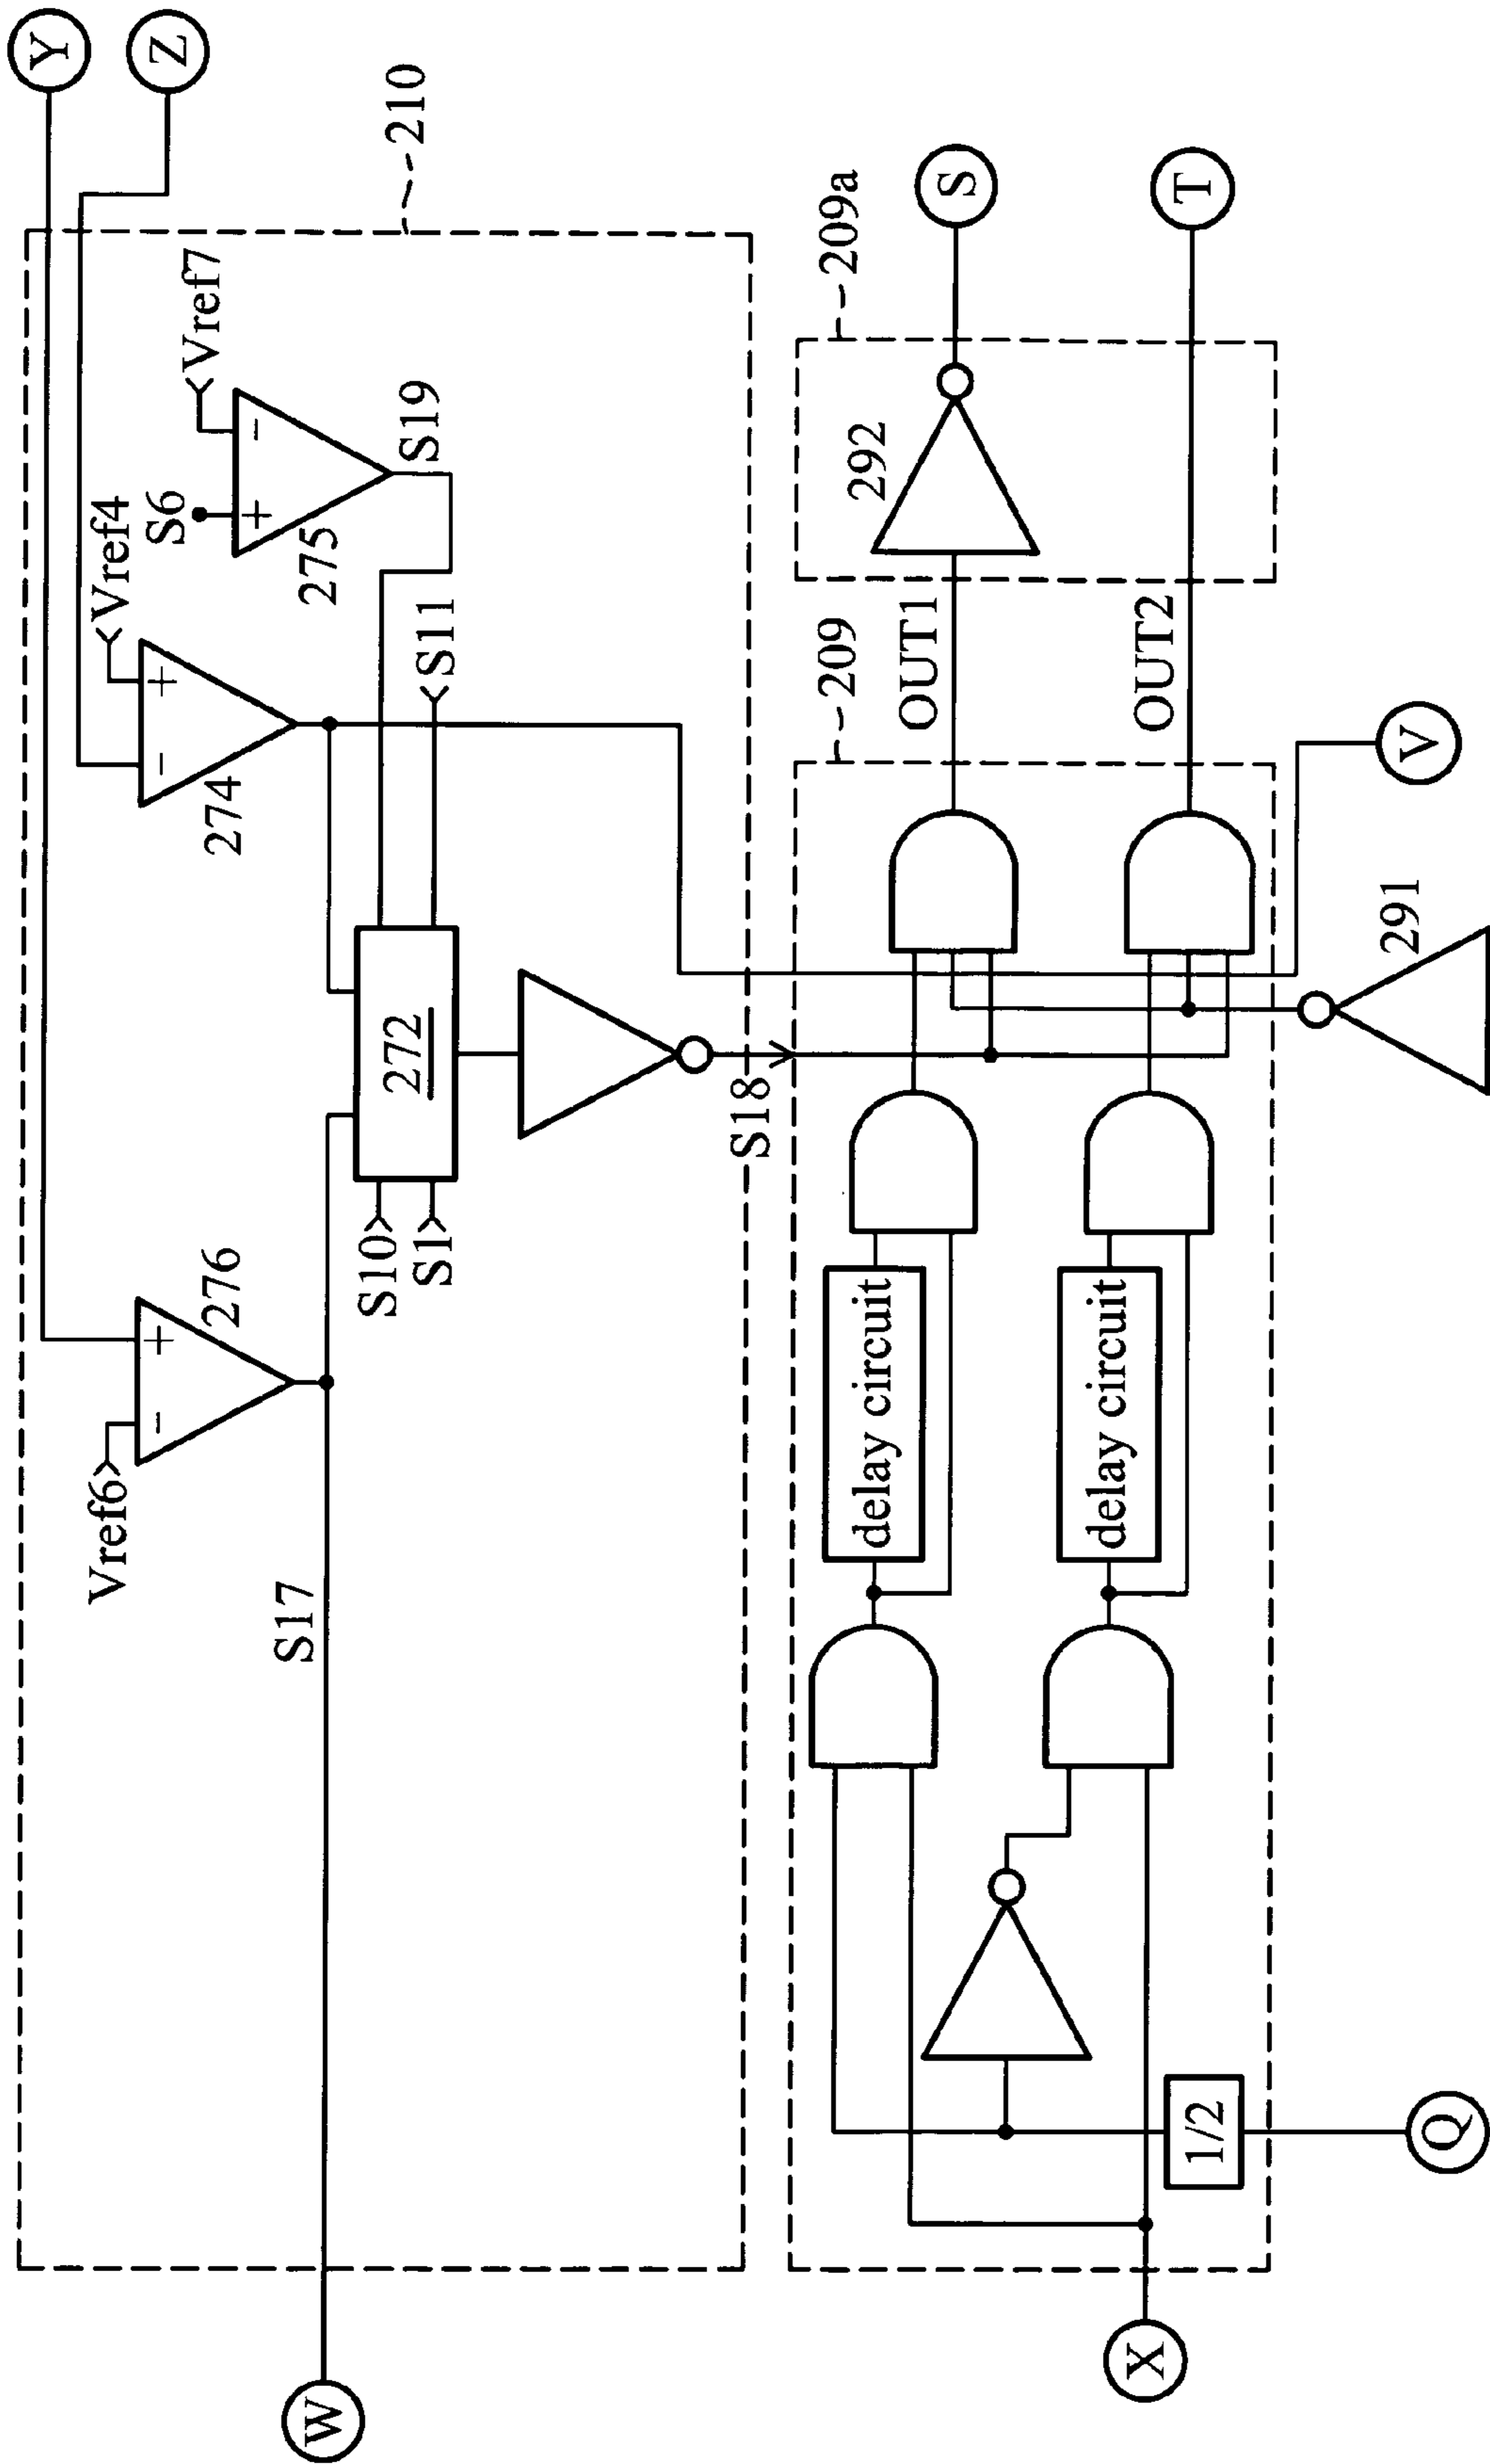 Y
Z
210
Vref7
S19
S6
275
Vref4
S11
274
272
276
S10
S1
Vref6
S17
W
S18
209a
S
T
292
209
OUT1
OUT2
V
291
delay circuit
delay circuit
1/2
Q
X
+
-
+
-
+
-